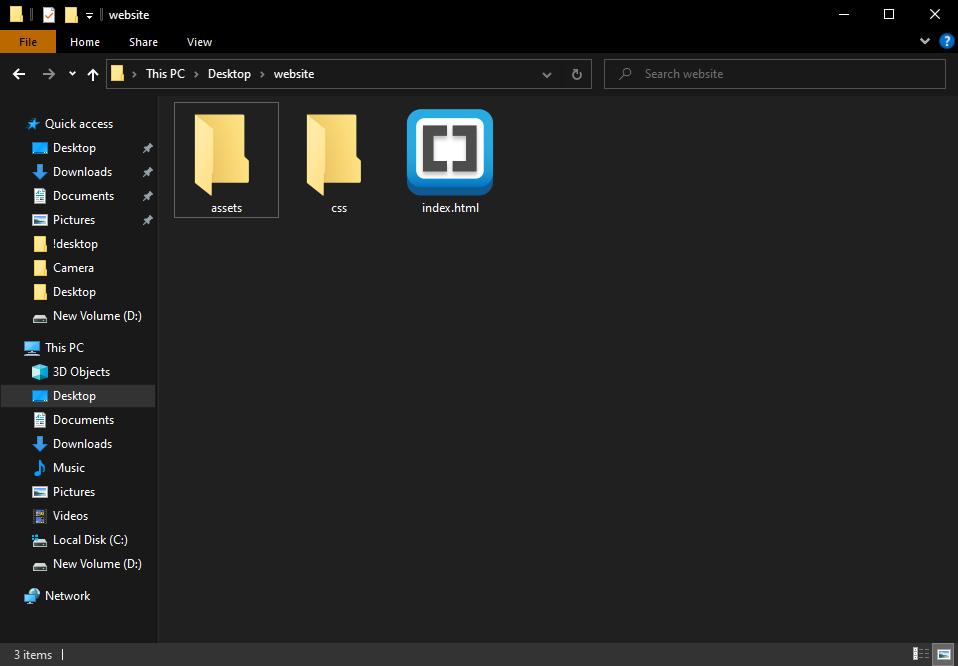 website
File Home Share View
This PC Desktop website
Search website
Quick access
Desktop
Downloads
Documents
Pictures
!desktop
Camera
Desktop
New Volume (D:)
This PC
3D Objects
Desktop
Documents
Downloads
Music
Pictures
Videos
Local Disk (C:)
New Volume (D:)
Network
assets css index.html
3 items